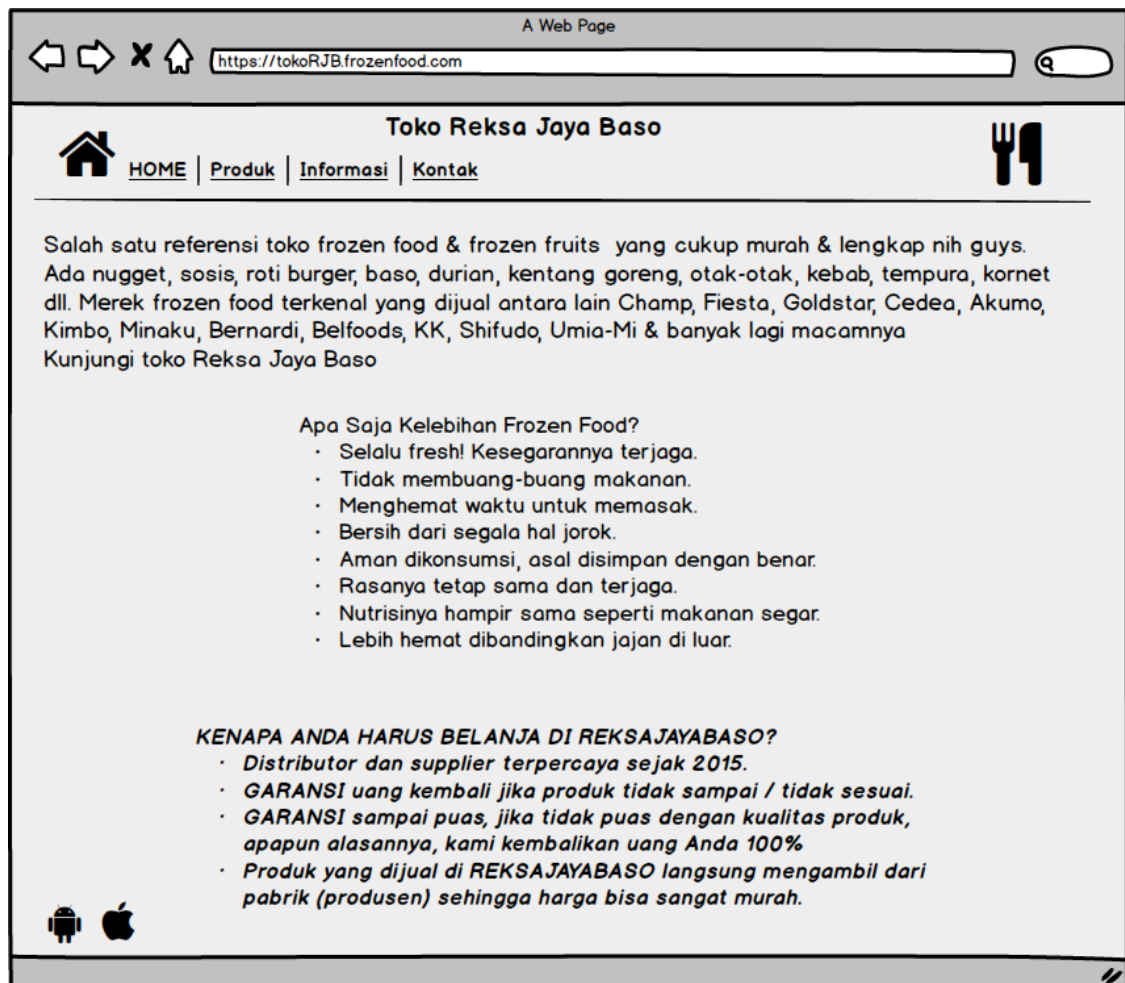 A Web Page
https://tokoRJB.frozenfood.com
Toko Reksa Jaya Baso
HOME | Produk | Informasi | Kontak
Salah satu referensi toko frozen food & frozen fruits yang cukup murah & lengkap nih guys.
Ada nugget, sosis, roti burger, baso, durian, kentang goreng, otak-otak, kebab, tempura, kornet
dll. Merek frozen food terkenal yang dijual antara lain Champ, Fiesta, Goldstar, Cedea, Akumo,
Kimbo, Minaku, Bernardi, Belfoods, KK, Shifudo, Umia-Mi & banyak lagi macamnya
Kunjungi toko Reksa Jaya Baso
Apa Saja Kelebihan Frozen Food?
· Selalu fresh! Kesegarannya terjaga.
· Tidak membuang-buang makanan.
· Menghemat waktu untuk memasak.
· Bersih dari segala hal jorok.
· Aman dikonsumsi, asal disimpan dengan benar.
· Rasanya tetap sama dan terjaga.
· Nutrisinya hampir sama seperti makanan segar.
· Lebih hemat dibandingkan jajan di luar.
KENAPA ANDA HARUS BELANJA DI REKSAJAYABASO?
· Distributor dan supplier terpercaya sejak 2015.
· GARANSI uang kembali jika produk tidak sampai / tidak sesuai.
· GARANSI sampai puas, jika tidak puas dengan kualitas produk,
apapun alasannya, kami kembalikan uang Anda 100%
· Produk yang dijual di REKSAJAYABASO langsung mengambil dari
pabrik (produsen) sehingga harga bisa sangat murah.